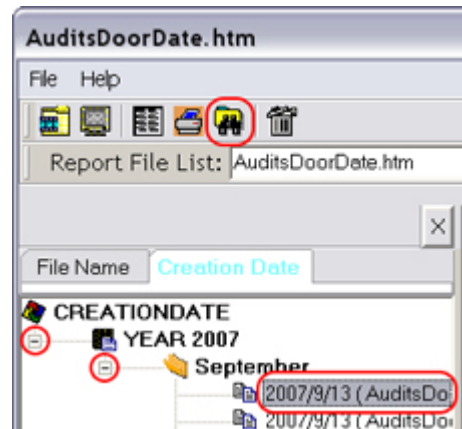 AuditsDoorDate.htm
File Help
Report File List: AuditsDoorDate.htm
File Name Creation Date
CREATIONDATE
YEAR 2007
September
2007/9/13 (AuditsDo
2007/9/13 (AuditsDo